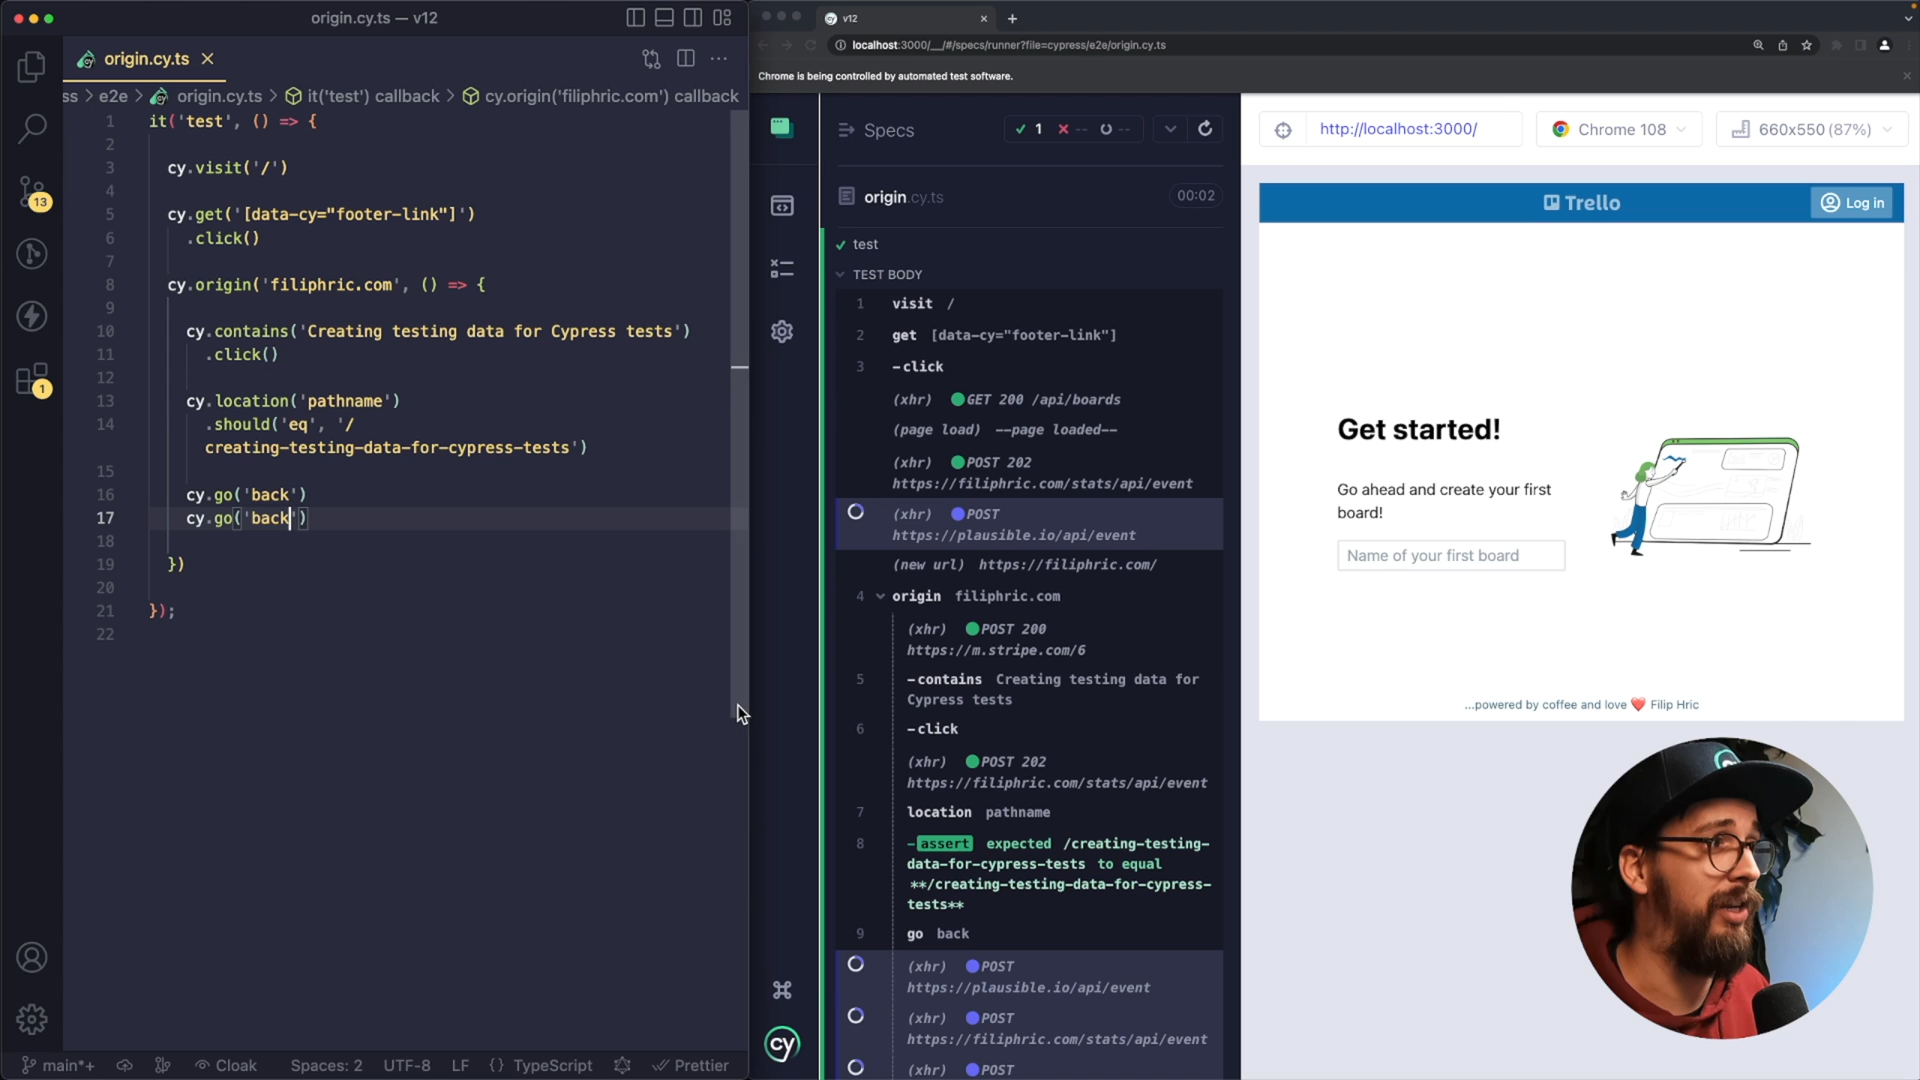 origin.cy.ts — v12
origin.cy.ts
ss > e2e > origin.cy.ts > it('test') callback > cy.origin('filiphric.com') callback
1 it('test', () => {
2
3 cy.visit('/')
4
5 cy.get('[data-cy="footer-link"]')
6 .click()
7
8 cy.origin('filiphric.com', () => {
9
10 cy.contains('Creating testing data for Cypress tests')
11 .click()
12
13 cy.location('pathname')
14 .should('eq', '/
creating-testing-data-for-cypress-tests')
15
16 cy.go('back')
17 cy.go('back')
18
19 })
20
21 });
22
13
1
main*+
Cloak
Spaces: 2
UTF-8
LF
{} TypeScript
Prettier
v12
localhost:3000/__/#/specs/runner?file=cypress/e2e/origin.cy.ts
Chrome is being controlled by automated test software.
Specs
1 -- --
origin.cy.ts 00:02
test
TEST BODY
1 visit /
2 get [data-cy="footer-link"]
3 -click
(xhr) GET 200 /api/boards
(page load) --page loaded--
(xhr) POST 202
https://filiphric.com/stats/api/event
(xhr) POST
https://plausible.io/api/event
(new url) https://filiphric.com/
4 origin filiphric.com
(xhr) POST 200
https://m.stripe.com/6
5 -contains Creating testing data for
Cypress tests
6 -click
(xhr) POST 202
https://filiphric.com/stats/api/event
7 location pathname
8 -assert expected /creating-testing-
data-for-cypress-tests to equal
**/creating-testing-data-for-cypress-
tests**
9 go back
(xhr) POST
https://plausible.io/api/event
(xhr) POST
https://filiphric.com/stats/api/event
(xhr) POST
cy
http://localhost:3000/
Chrome 108
660x550 (87%)
Trello
Log in
Get started!
Go ahead and create your first
board!
Name of your first board
...powered by coffee and love ❤️ Filip Hric